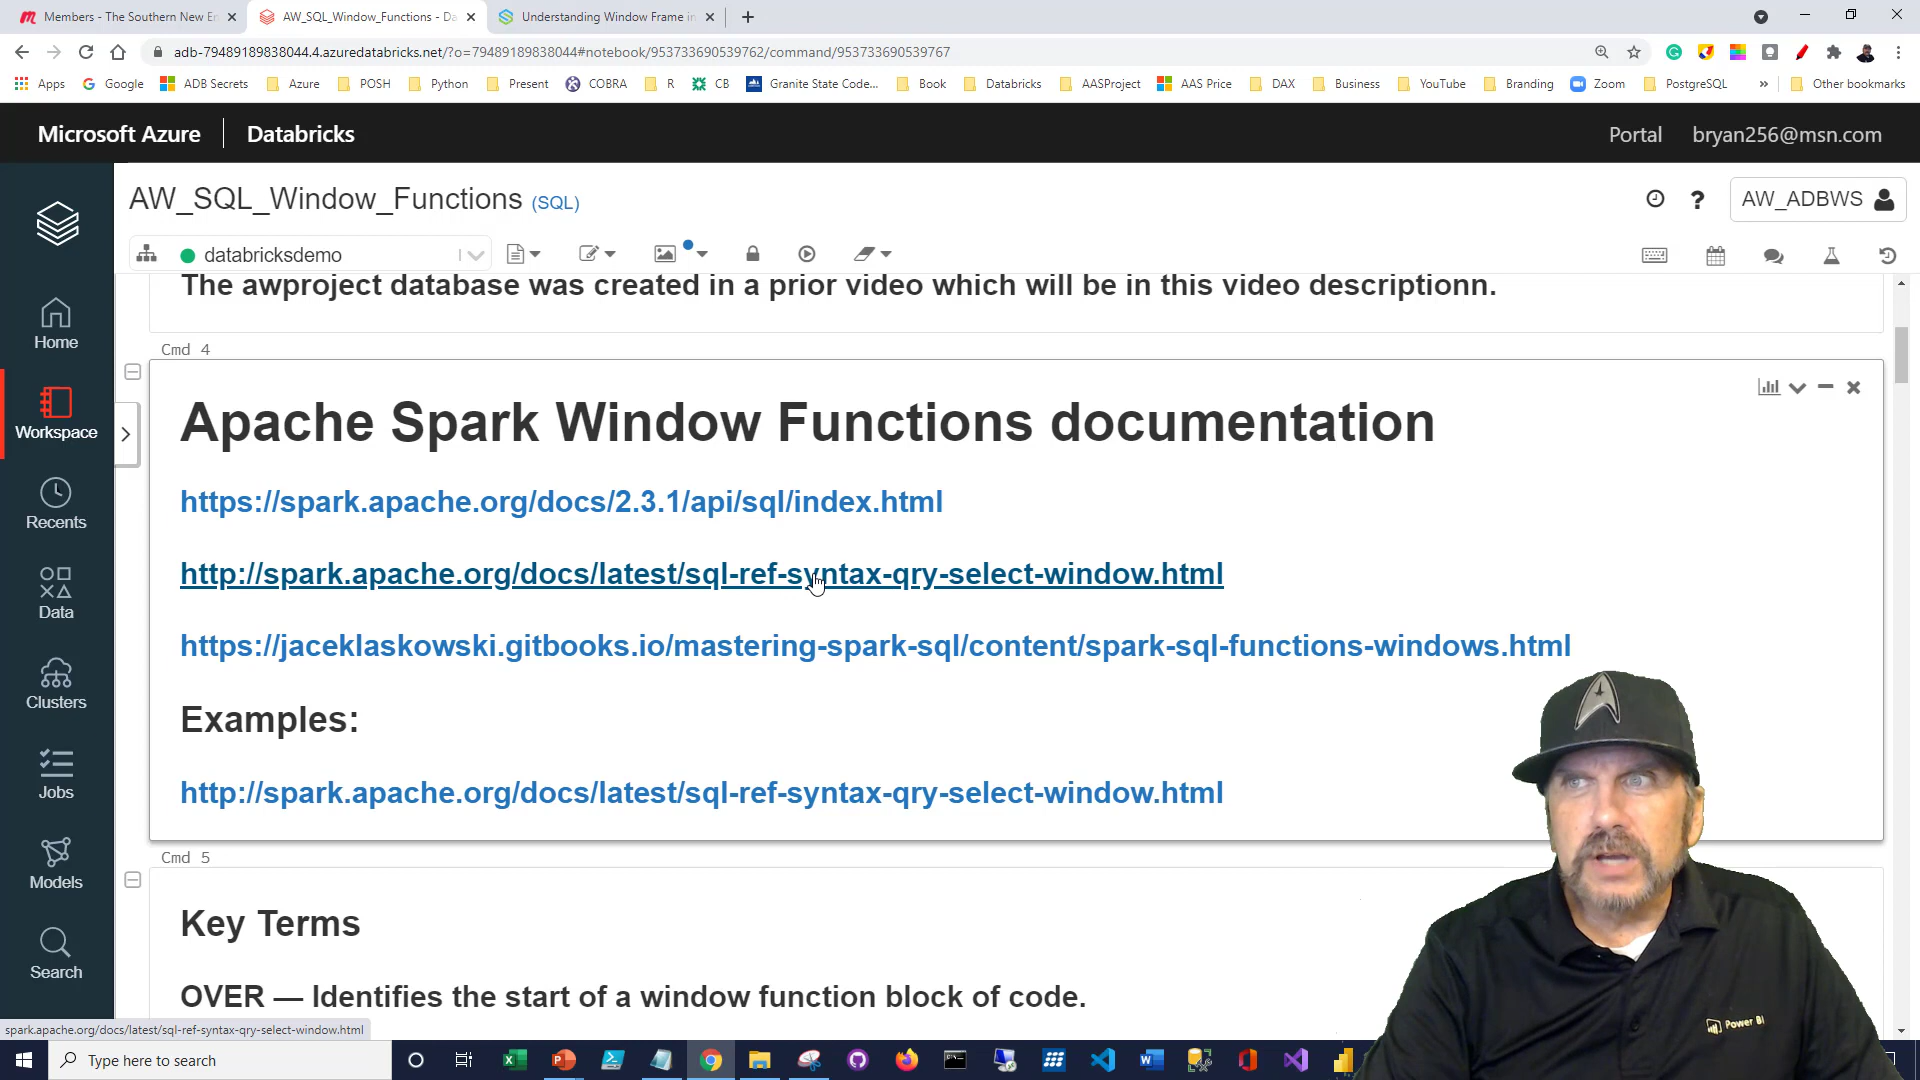 Members - The Southern New En
AW_SQL_Window_Functions - Da
Understanding Window Frame in
adb-79489189838044.4.azuredatabricks.net/?o=79489189838044#notebook/953733690539762/command/953733690539767
Apps
Google
ADB Secrets
Azure
POSH
Python
Present
COBRA
R
CB
Granite State Code...
Book
Databricks
AASProject
AAS Price
DAX
Business
YouTube
Branding
Zoom
PostgreSQL
»
Other bookmarks
Microsoft Azure
Databricks
Portal
bryan256@msn.com
AW_SQL_Window_Functions (SQL)
?
AW_ADBWS
databricksdemo
The awproject database was created in a prior video which will be in this video descriptionn.
Cmd 4
Apache Spark Window Functions documentation
https://spark.apache.org/docs/2.3.1/api/sql/index.html
http://spark.apache.org/docs/latest/sql-ref-syntax-qry-select-window.html
https://jaceklaskowski.gitbooks.io/mastering-spark-sql/content/spark-sql-functions-windows.html
Examples:
http://spark.apache.org/docs/latest/sql-ref-syntax-qry-select-window.html
Cmd 5
Key Terms
OVER — Identifies the start of a window function block of code.
Home
Workspace
Recents
Data
Clusters
Jobs
Models
Search
spark.apache.org/docs/latest/sql-ref-syntax-qry-select-window.html
Type here to search
Power BI